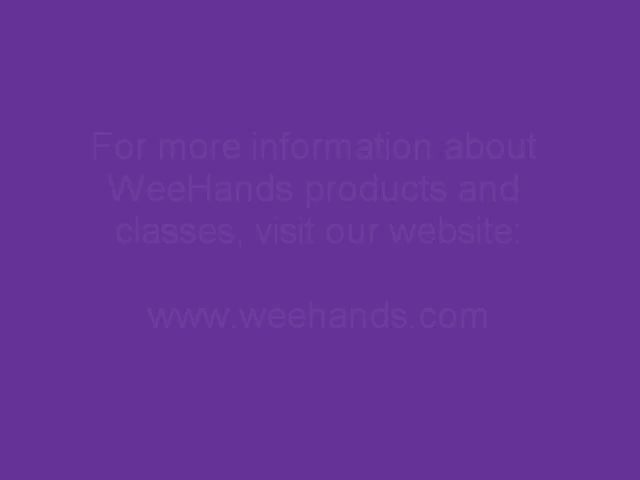 For more information about
WeeHands products and
classes, visit our website:
www.weehands.com